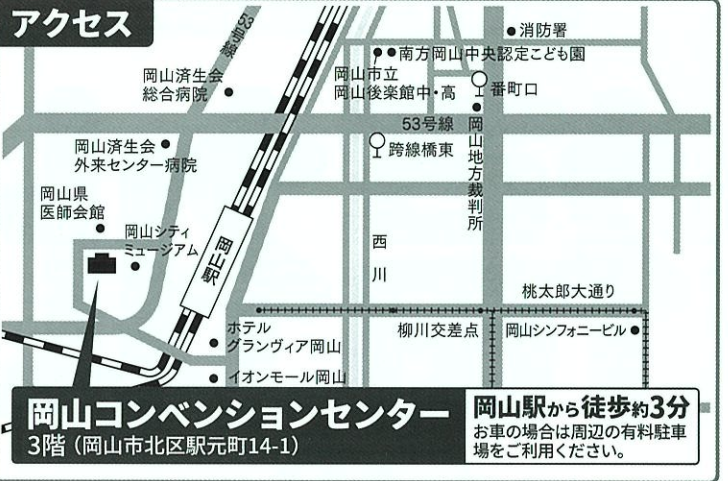 アクセス
53号線
消防署
南方岡山中央認定こども園
岡山済生会
総合病院
岡山市立
岡山後楽館中・高
番町口
53号線
岡山済生会
外来センター病院
跨線橋東
岡山地方裁判所
岡山県
医師会館
岡山シティ
ミュージアム
岡山駅
西川
桃太郎大通り
柳川交差点
岡山シンフォニービル
ホテル
グランヴィア岡山
イオンモール岡山
岡山コンベンションセンター
3階（岡山市北区駅元町14-1）
岡山駅から徒歩約3分
お車の場合は周辺の有料駐車
場をご利用ください。